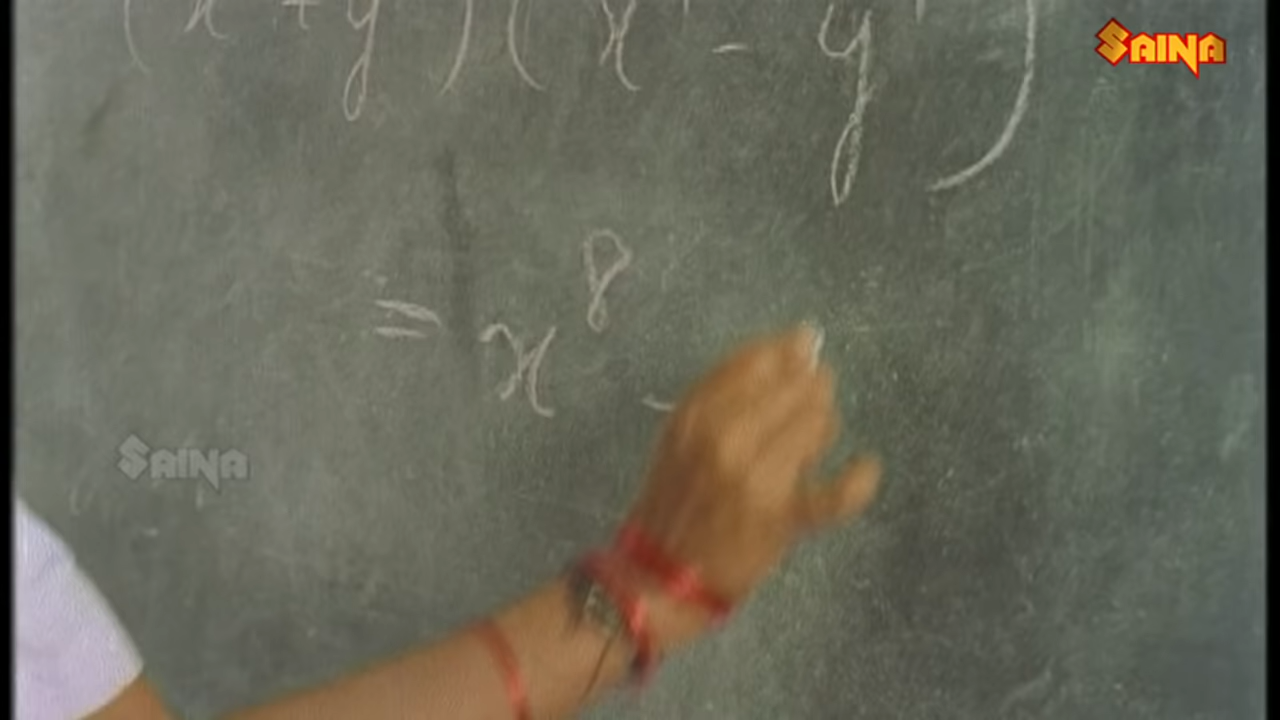 (x + y)(x - y)
SAINA
= x⁸ -
SAINA